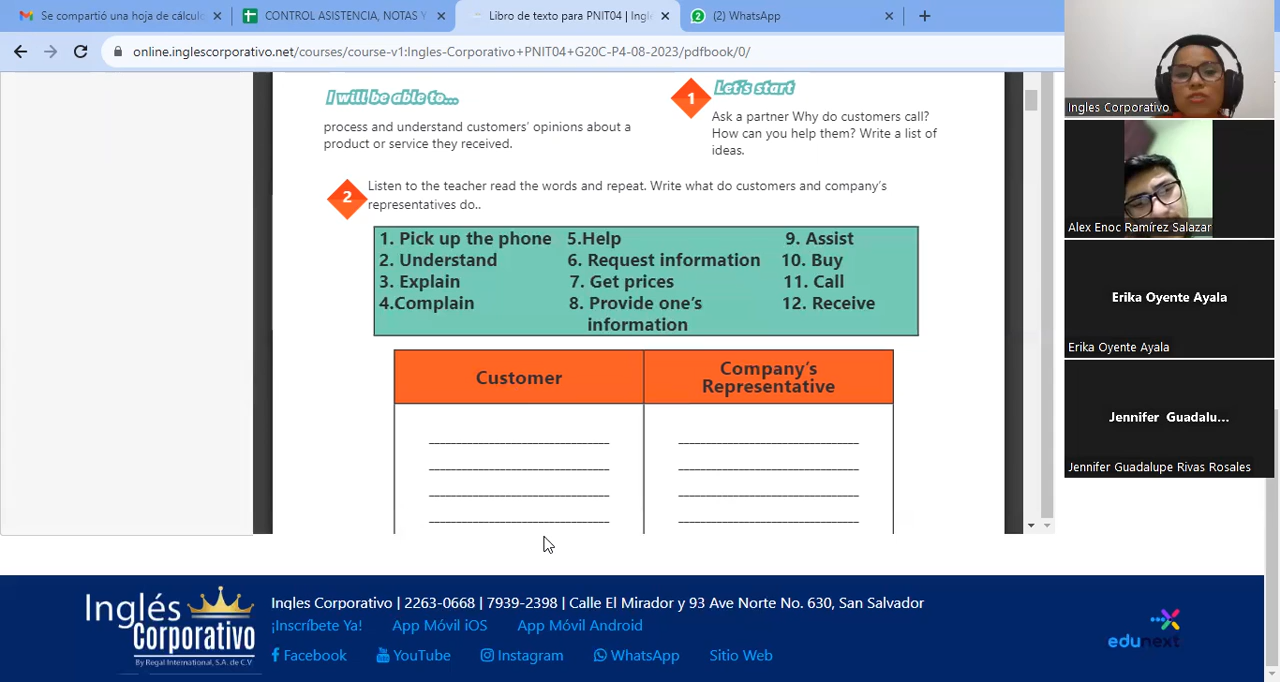 Se compartió una hoja de cálcul
CONTROL ASISTENCIA, NOTAS Y
Libro de texto para PNIT04 | Ingl
(2) WhatsApp
online.inglescorporativo.net/courses/course-v1:Ingles-Corporativo+PNIT04+G20C-P4-08-2023/pdfbook/0/
I will be able to...
process and understand customers' opinions about a
product or service they received.
1
Let's start
Ask a partner Why do customers call?
How can you help them? Write a list of
ideas.
2
Listen to the teacher read the words and repeat. Write what do customers and company's
representatives do..
1. Pick up the phone
2. Understand
3. Explain
4.Complain
5.Help
6. Request information
7. Get prices
8. Provide one's
information
9. Assist
10. Buy
11. Call
12. Receive
Customer
Company's
Representative
Ingles Corporativo
Alex Enoc Ramírez Salazar
Erika Oyente Ayala
Erika Oyente Ayala
Jennifer Guadalu...
Jennifer Guadalupe Rivas Rosales
Inglés
Corporativo
By Regal International, S.A. de C.V
Ingles Corporativo | 2263-0668 | 7939-2398 | Calle El Mirador y 93 Ave Norte No. 630, San Salvador
¡Inscríbete Ya! App Móvil iOS App Móvil Android
Facebook YouTube Instagram WhatsApp Sitio Web
edunext